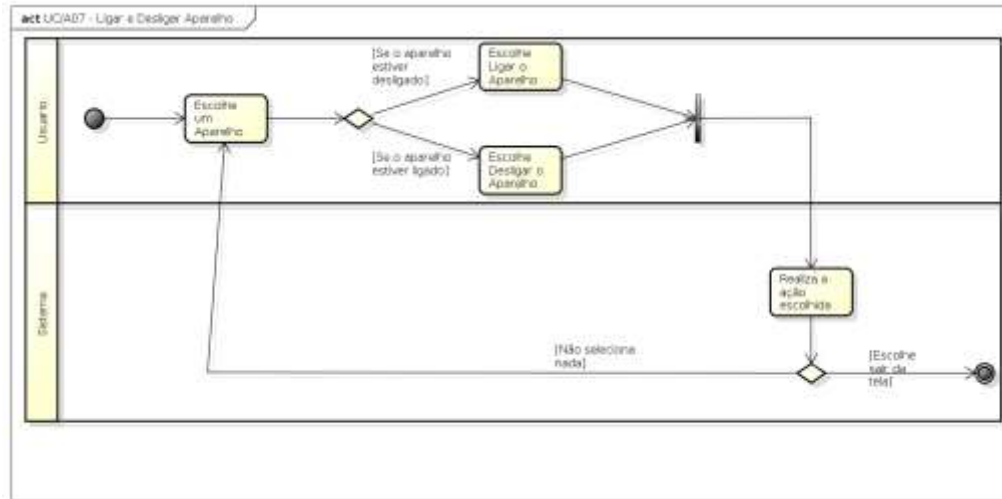 act UC/A07 - Ligar e Desligar Aparelho
Usuario
Escolhe
um
Aparelho
[Se o aparelho
estiver
desligado]
Escolhe
Ligar o
Aparelho
[Se o aparelho
estiver ligado]
Escolhe
Desligar o
Aparelho
Sistema
Realiza a
ação
escolhida
[Não seleciona
nada]
[Escolhe
sair da
tela]